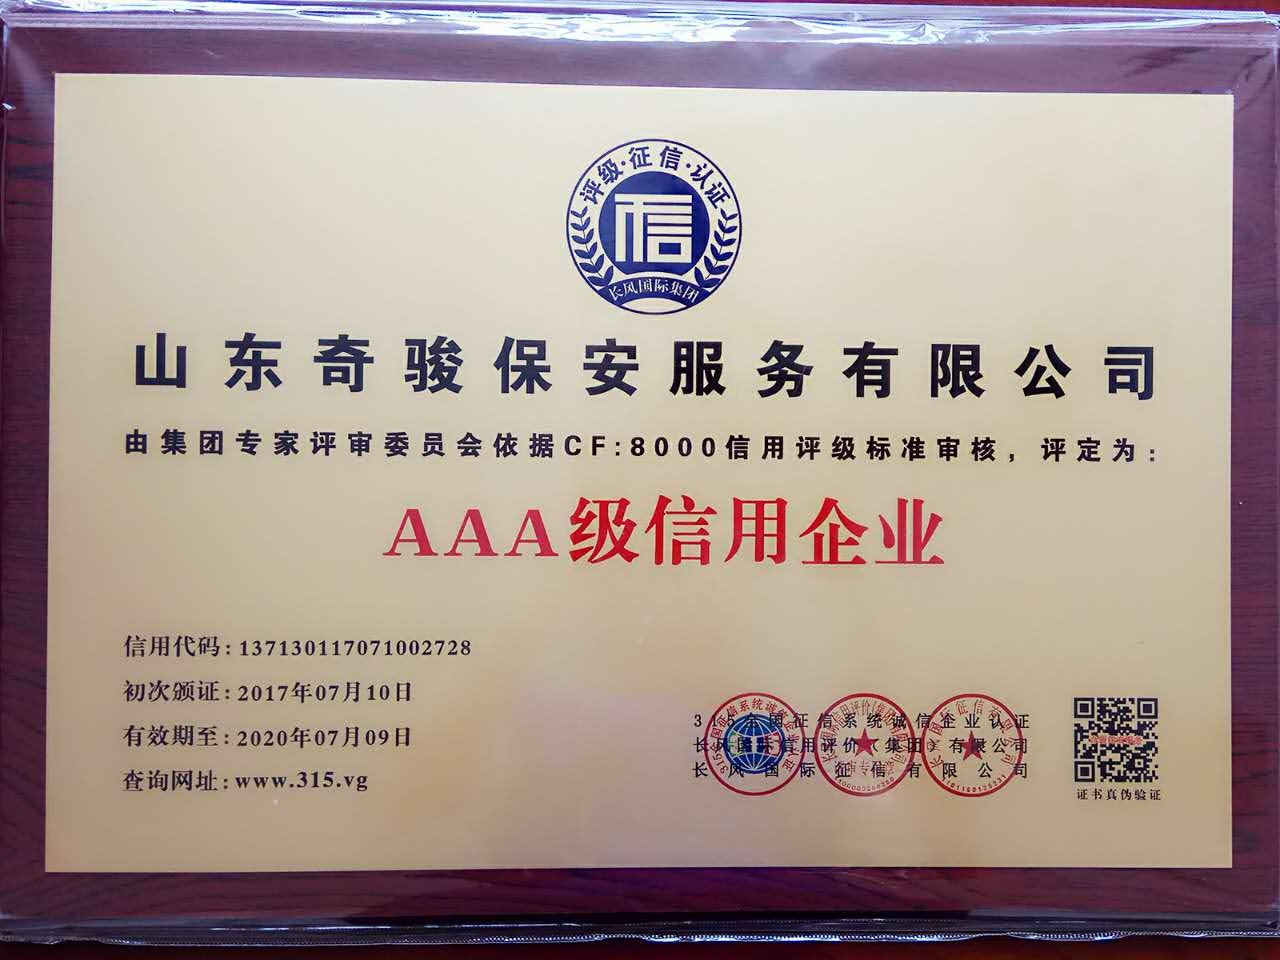 评级·征信·认证
信
长风国际集团
山东奇骏保安服务有限公司
由集团专家评审委员会依据CF:8000信用评级标准审核，评定为：
AAA级信用企业
信用代码：137130117071002728
初次颁证：2017年07月10日
有效期至：2020年07月09日
查询网址：www.315.vg
315全国征信系统诚信企业认证
长风国际信用评价（集团）有限公司
长风国际征信有限公司
证书真伪验证